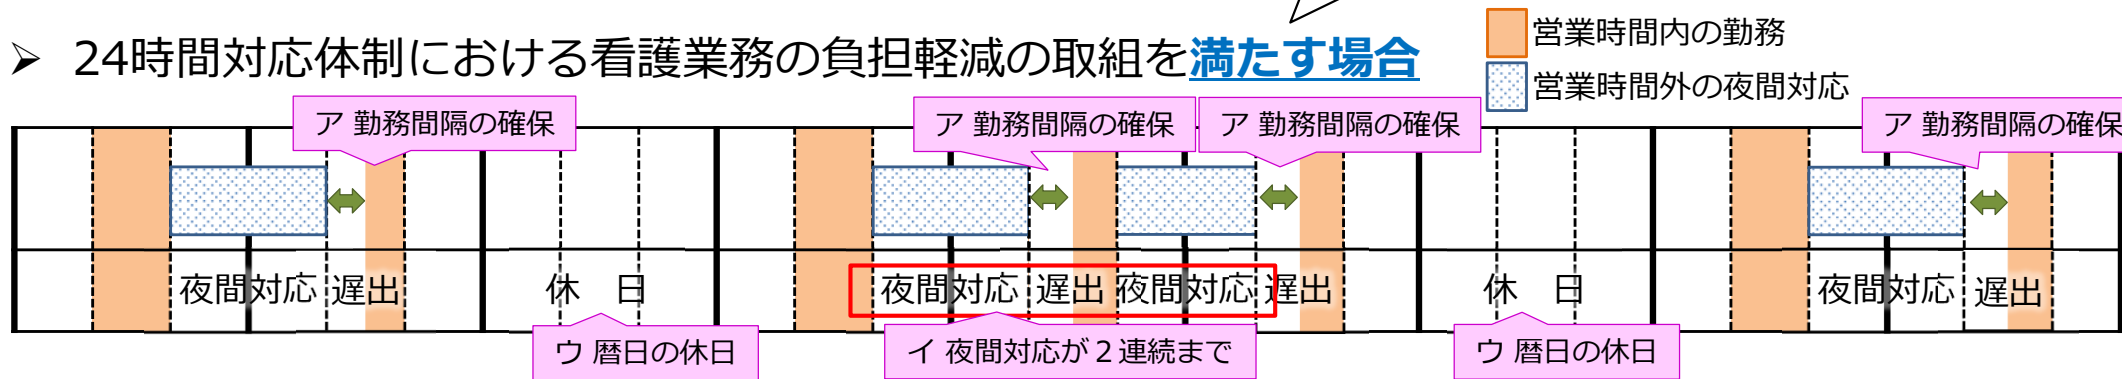 ➢ 24時間対応体制における看護業務の負担軽減の取組を満たす場合
営業時間内の勤務
営業時間外の夜間対応
ア 勤務間隔の確保
ア 勤務間隔の確保
ア 勤務間隔の確保
ア 勤務間隔の確保
夜間対応
遅出
休　日
夜間対応
遅出
夜間対応
遅出
休　日
夜間対応
遅出
ウ 暦日の休日
イ 夜間対応が２連続まで
ウ 暦日の休日